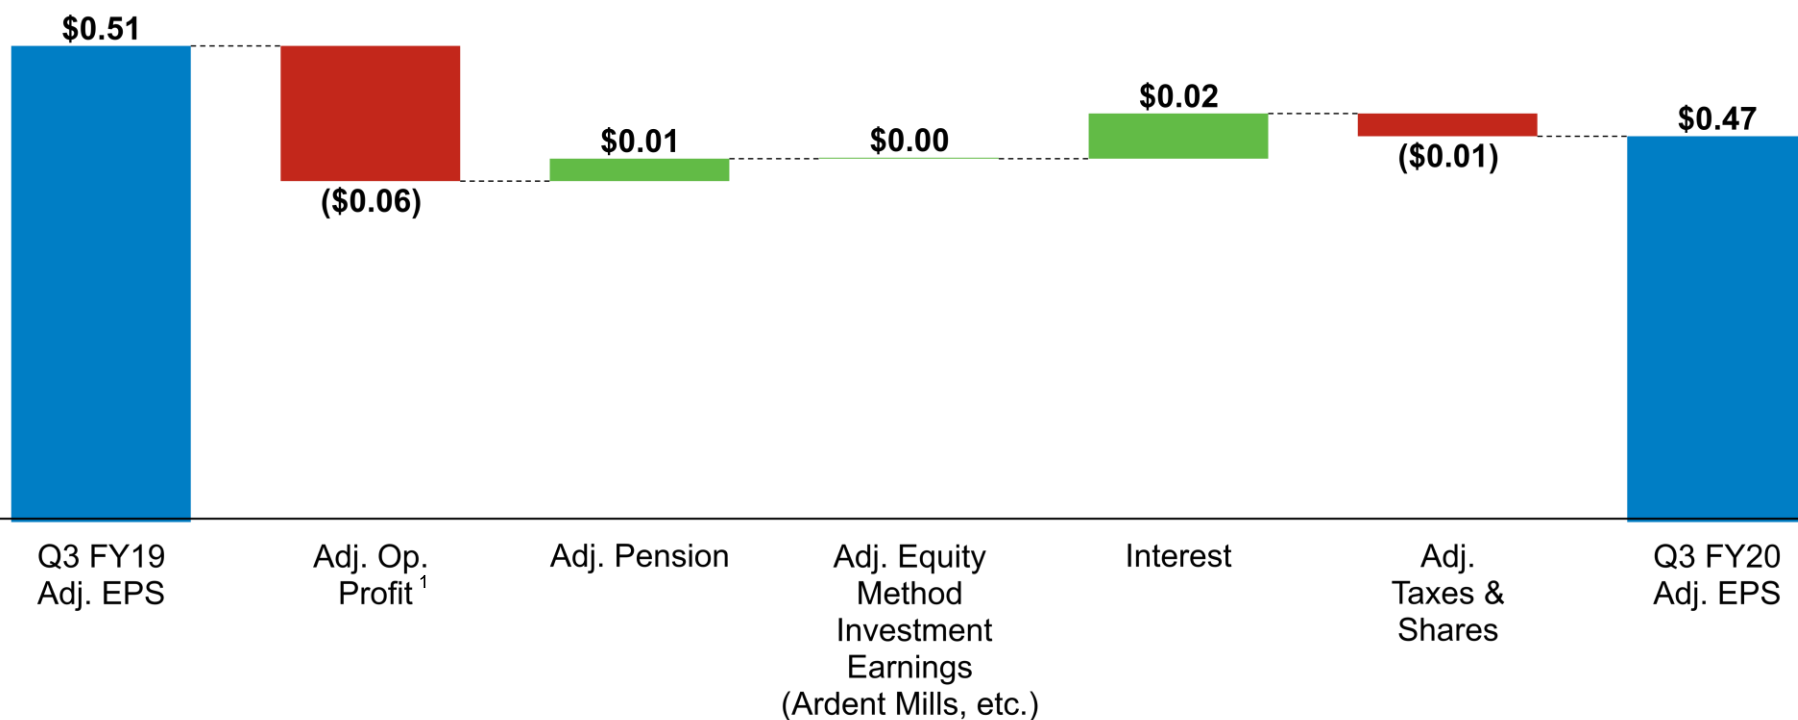 $0.51
($0.06)
$0.01
$0.00
$0.02
($0.01)
$0.47
Q3 FY19
Adj. EPS
Adj. Op.
Profit 1
Adj. Pension
Adj. Equity
Method
Investment
Earnings
(Ardent Mills, etc.)
Interest
Adj.
Taxes &
Shares
Q3 FY20
Adj. EPS